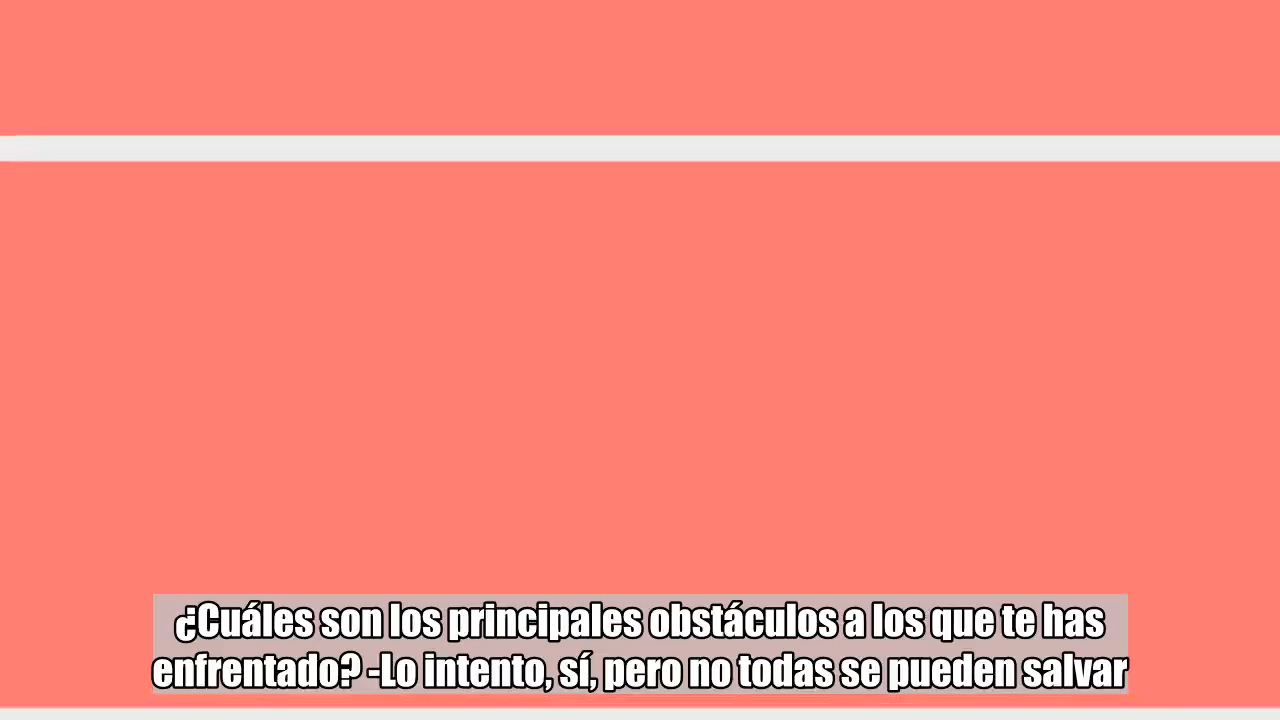 ¿Cuáles son los principales obstáculos a los que te has
enfrentado? -Lo intento, sí, pero no todas se pueden salvar